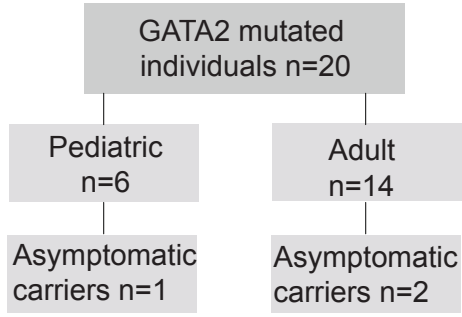 GATA2 mutated
individuals n=20
Pediatric
n=6
Adult
n=14
Asymptomatic
carriers n=1
Asymptomatic
carriers n=2